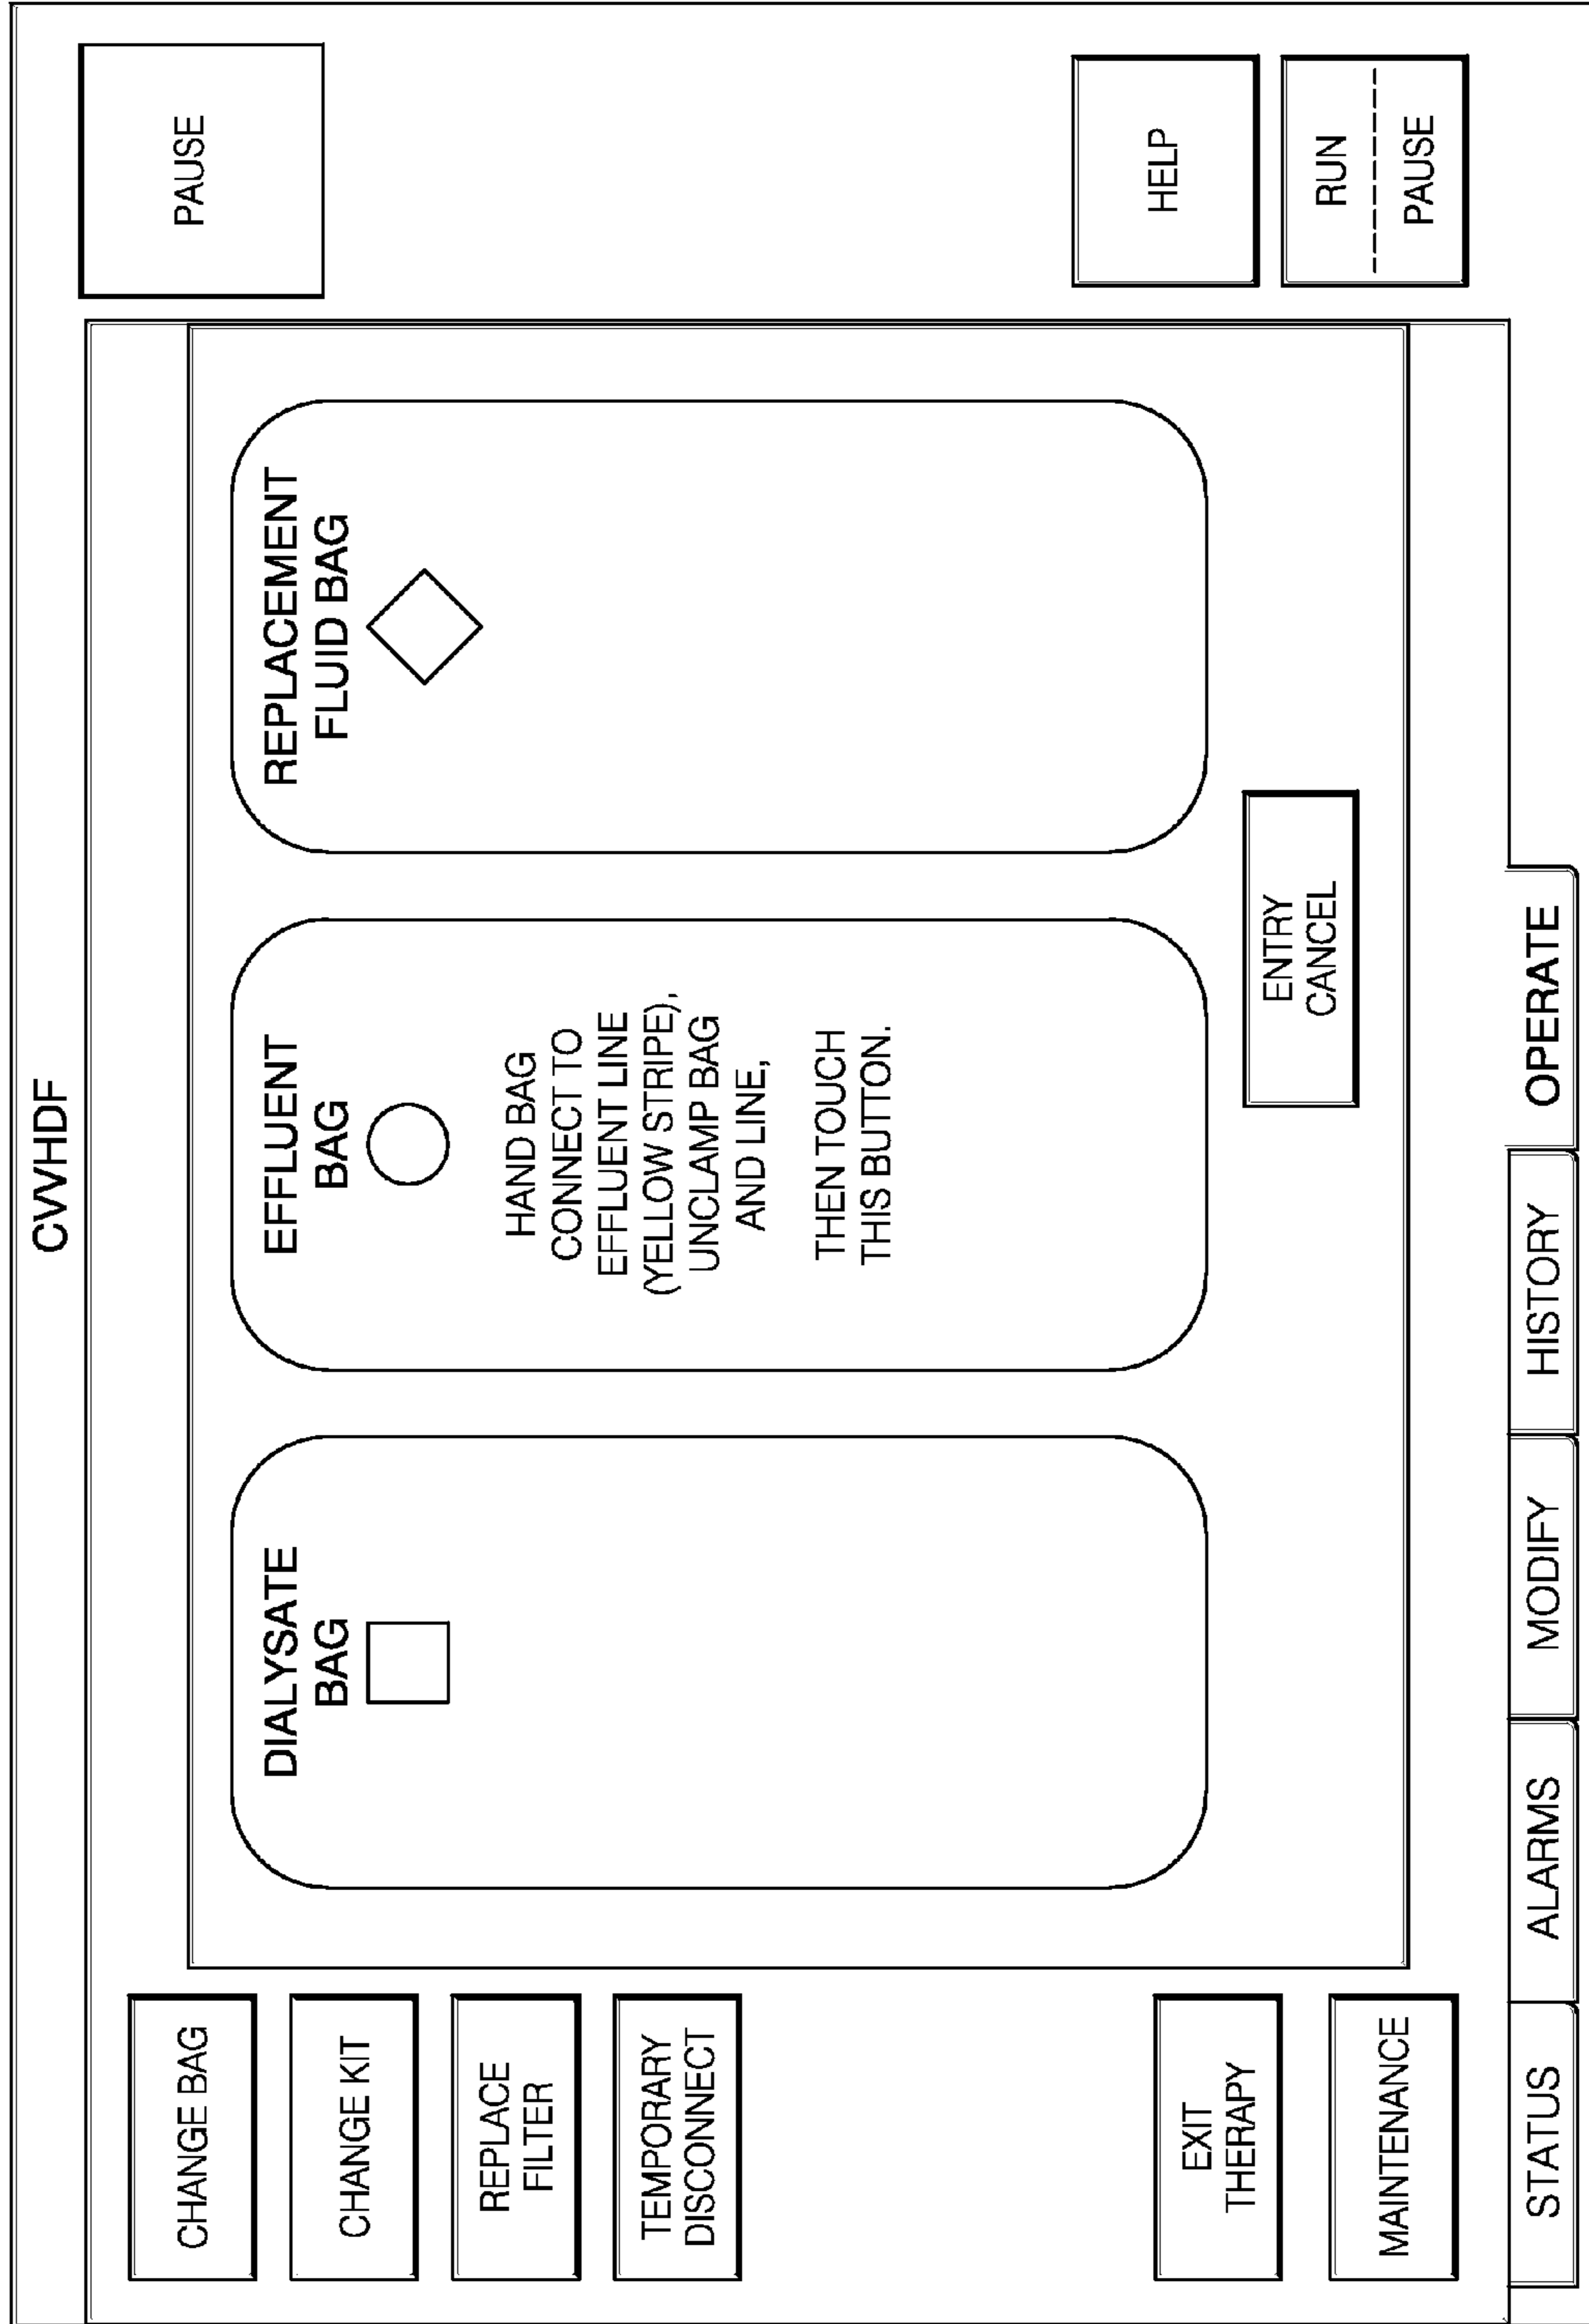 CVVHDF
PAUSE
CHANGE BAG
CHANGE KIT
REPLACE
FILTER
TEMPORARY
DISCONNECT
EXIT
THERAPY
MAINTENANCE
DIALYSATE
BAG
EFFLUENT
BAG
HAND BAG
CONNECT TO
EFFLUENT LINE
(YELLOW STRIPE),
UNCLAMP BAG
AND LINE,
THEN TOUCH
THIS BUTTON.
REPLACEMENT
FLUID BAG
ENTRY
CANCEL
HELP
RUN
PAUSE
STATUS
ALARMS
MODIFY
HISTORY
OPERATE